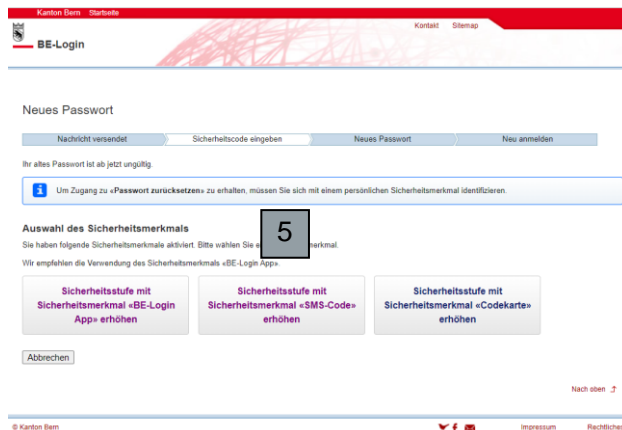 Kanton Bern Startseite
Kontakt Sitemap
BE-Login
Neues Passwort
Nachricht versendet Sicherheitscode eingeben Neues Passwort Neu anmelden
Ihr altes Passwort ist ab jetzt ungültig.
i Um Zugang zu «Passwort zurücksetzen» zu erhalten, müssen Sie sich mit einem persönlichen Sicherheitsmerkmal identifizieren.
5
Auswahl des Sicherheitsmerkmals
Sie haben folgende Sicherheitsmerkmale aktiviert. Bitte wählen Sie
Wir empfehlen die Verwendung des Sicherheitsmerkmals «BE-Login App».
Sicherheitsstufe mit
Sicherheitsmerkmal «BE-Login
App» erhöhen
Sicherheitsstufe mit
Sicherheitsmerkmal «SMS-Code»
erhöhen
Sicherheitsstufe mit
Sicherheitsmerkmal «Codekarte»
erhöhen
Abbrechen
Nach oben
© Kanton Bern Impressum Rechtliches